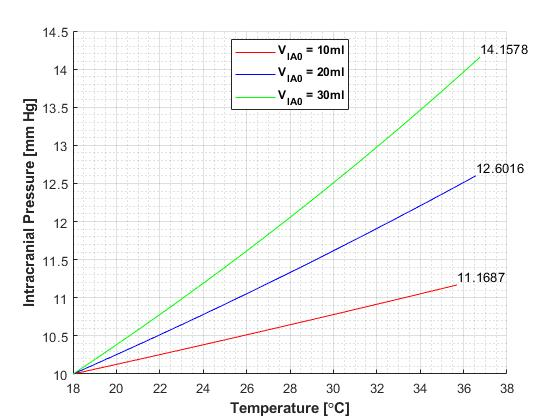 14.5
14
13.5
13
12.5
12
11.5
11
10.5
10
18 20 22 24 26 28 30 32 34 36 38
Intracranial Pressure [mm Hg]
Temperature [°C]
V_IA0 = 10ml
V_IA0 = 20ml
V_IA0 = 30ml
14.1578
12.6016
11.1687